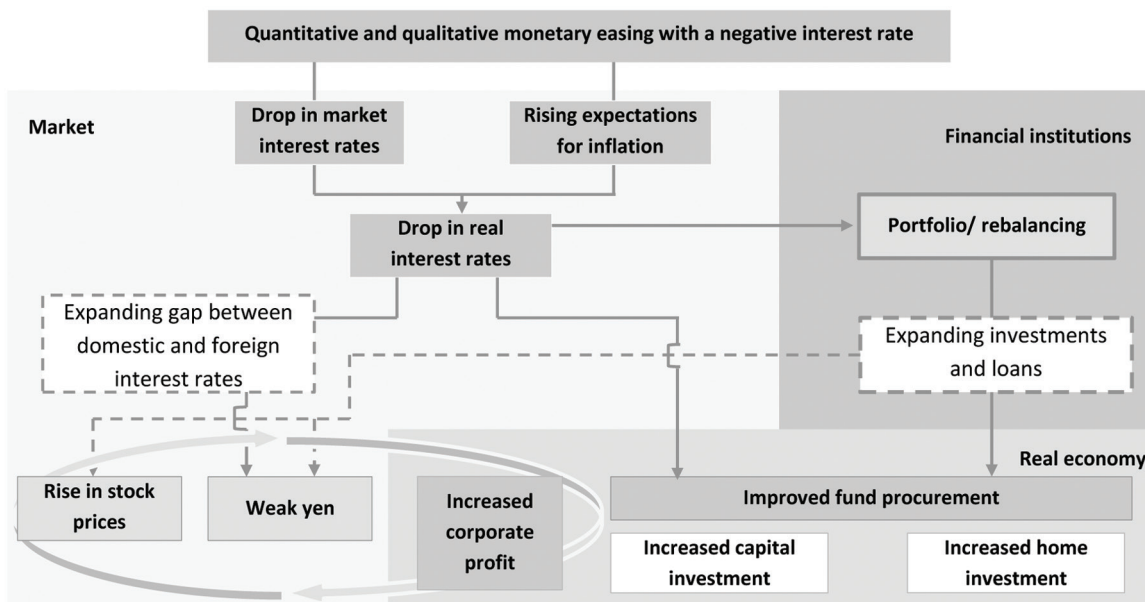 Quantitative and qualitative monetary easing with a negative interest rate
Market
Drop in market
interest rates
Rising expectations
for inflation
Financial institutions
Drop in real
interest rates
Portfolio/ rebalancing
Expanding gap between
domestic and foreign
interest rates
Expanding investments
and loans
Real economy
Rise in stock
prices
Weak yen
Increased
corporate
profit
Improved fund procurement
Increased capital
investment
Increased home
investment